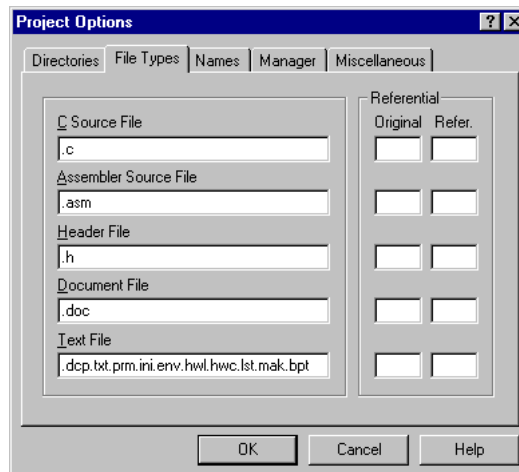 Project Options
Directories File Types Names Manager Miscellaneous
Referential
C Source File Original Refer.
.c
Assembler Source File
.asm
Header File
.h
Document File
.doc
Text File
.dcp.txt.prm.ini.env.hwl.hwc.lst.mak.bpt
OK Cancel Help